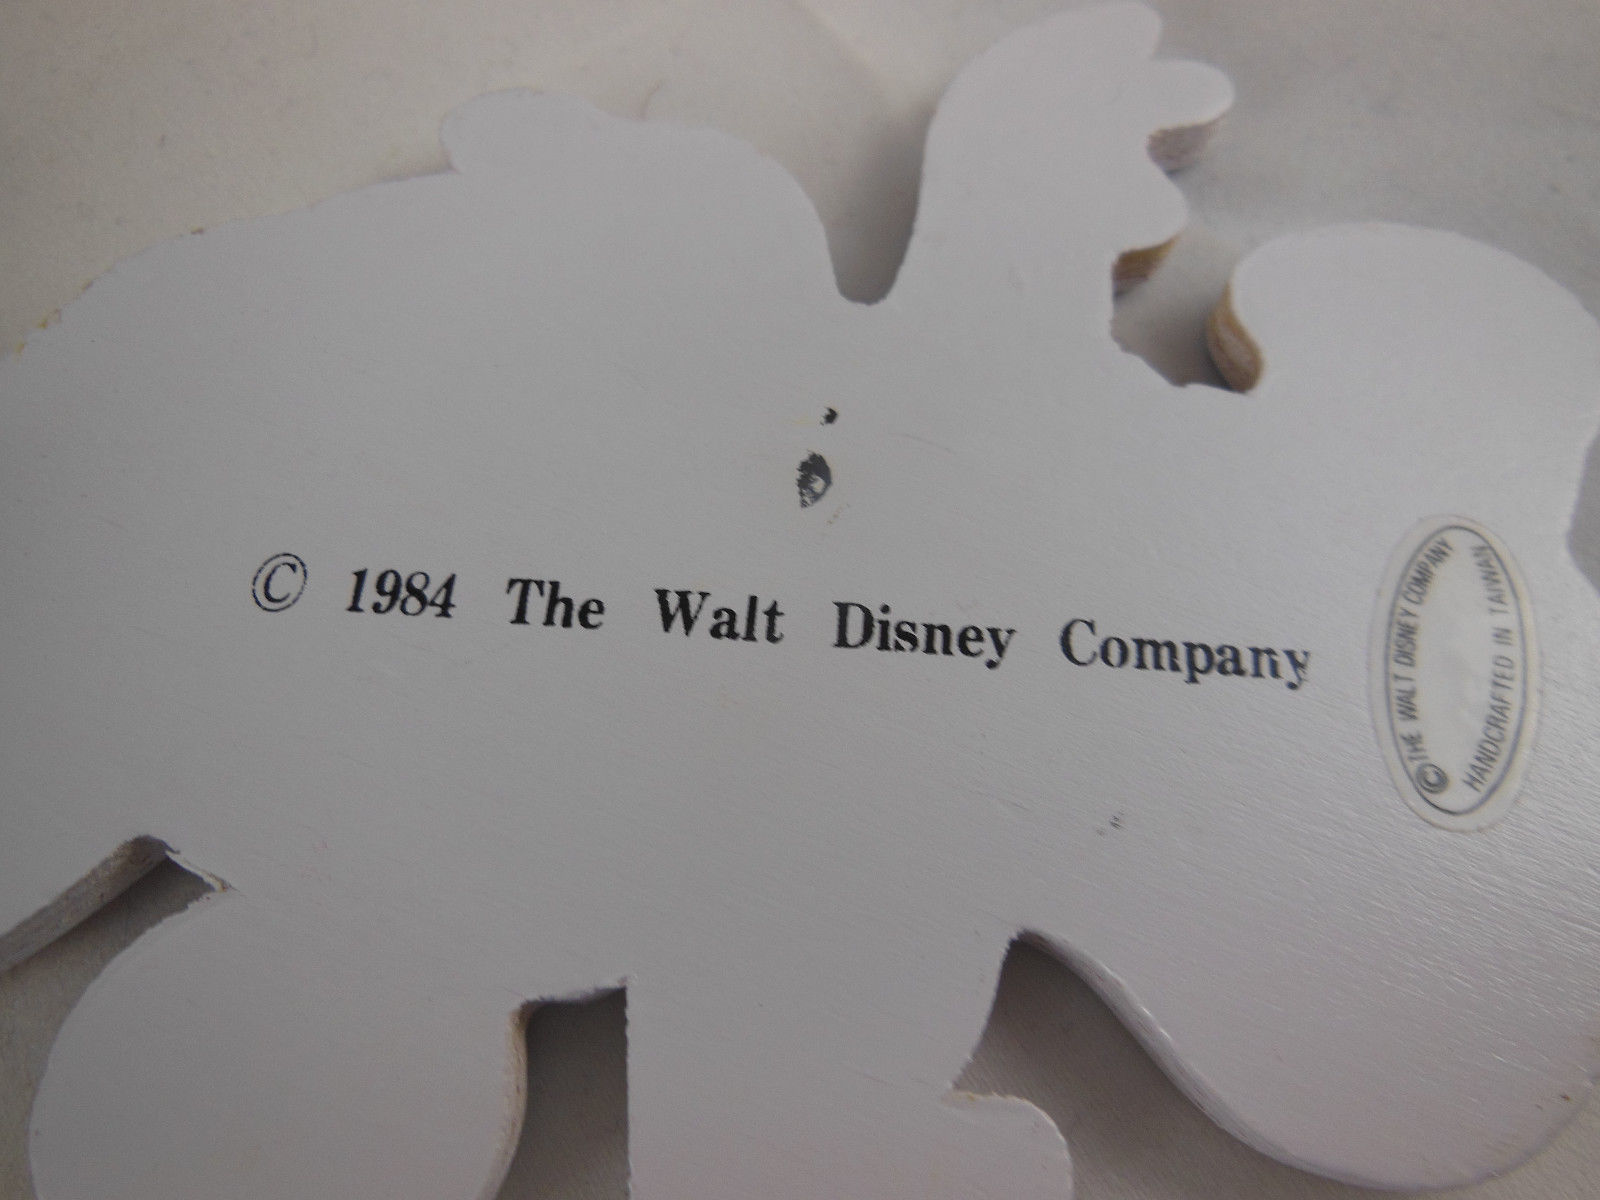 © 1984 The Walt Disney Company
© THE WALT DISNEY COMPANY
HANDCRAFTED IN TAIWAN